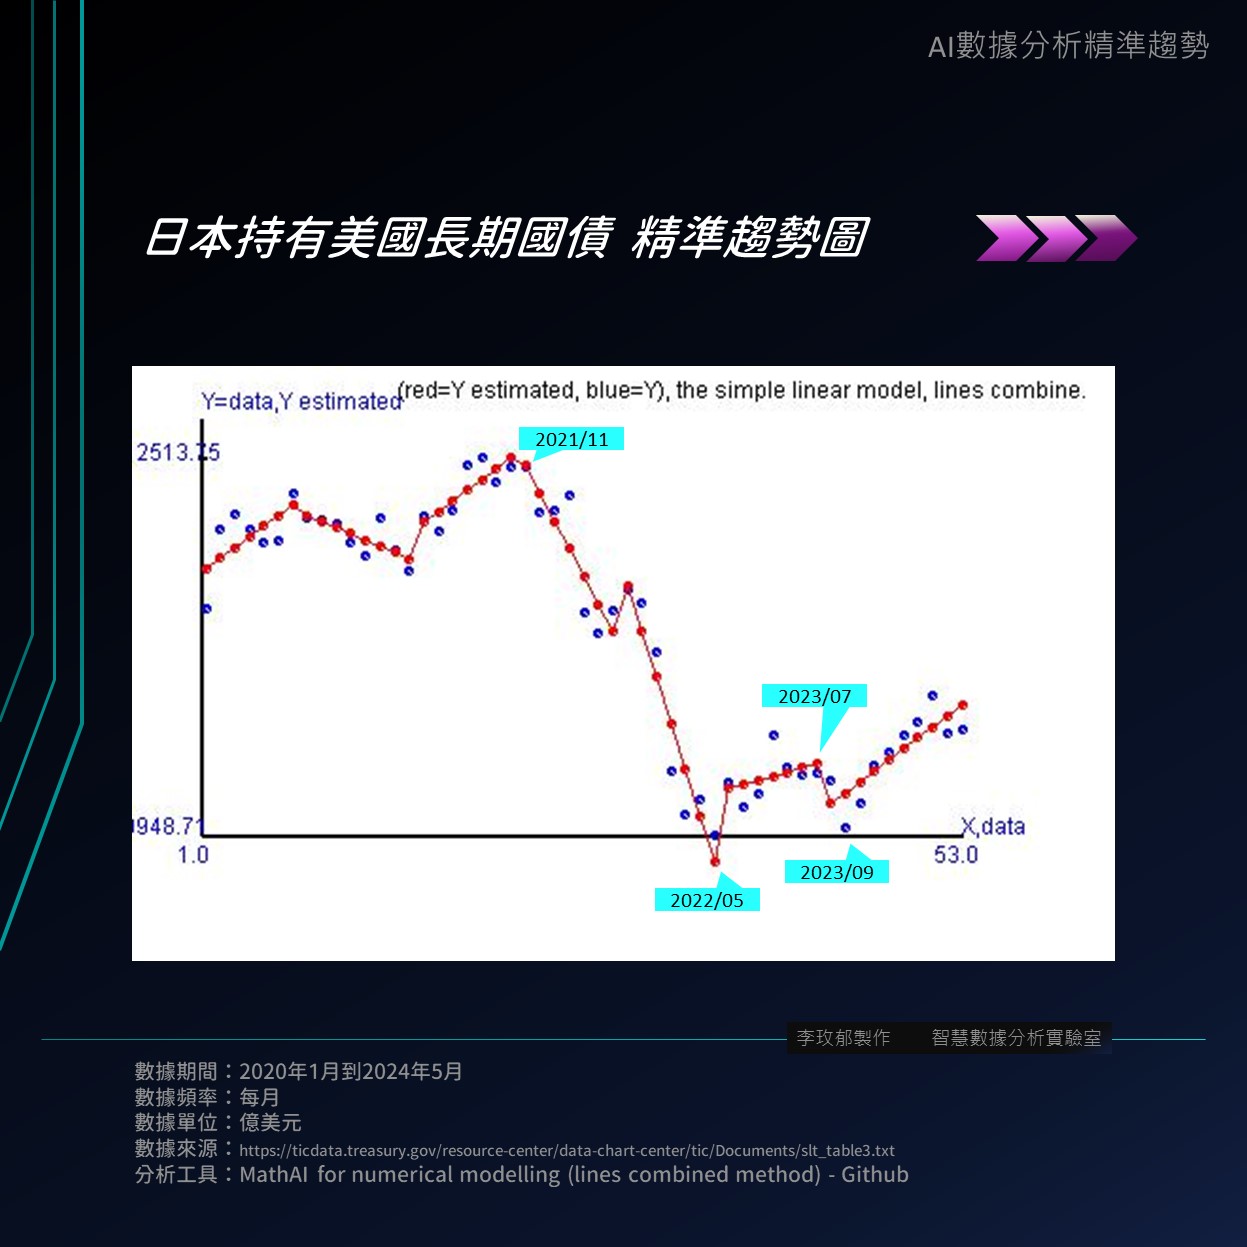 AI數據分析精準趨勢
日本持有美國長期國債 精準趨勢圖
(red=Y estimated, blue=Y), the simple linear model, lines combine.
Y=data,Y estimated
2021/11
2513.15
2023/07
948.71
X,data
1.0
53.0
2023/09
2022/05
李玫郁製作 智慧數據分析實驗室
數據期間：2020年1月到2024年5月
數據頻率：每月
數據單位：億美元
數據來源：https://ticdata.treasury.gov/resource-center/data-chart-center/tic/Documents/slt_table3.txt
分析工具：MathAI for numerical modelling (lines combined method) - Github